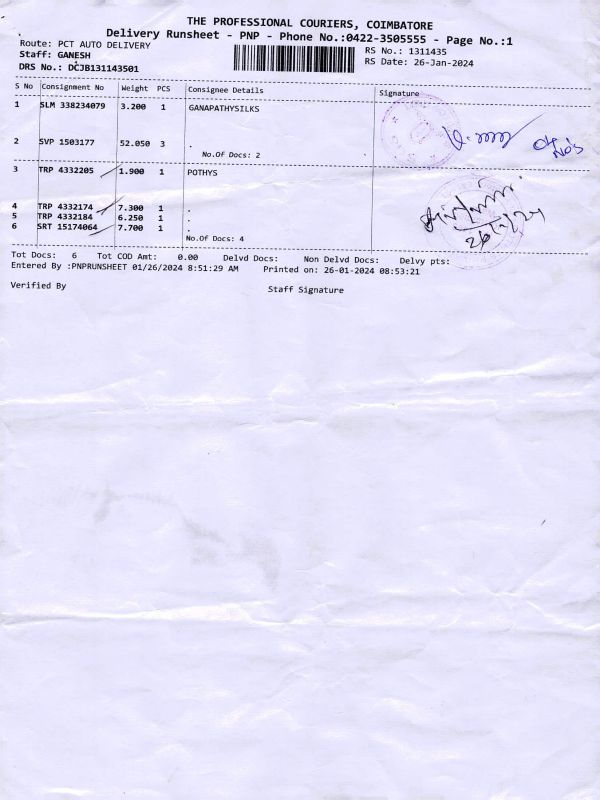 THE PROFESSIONAL COURIERS, COIMBATORE
Delivery Runsheet - PNP - Phone No.:0422-3505555 - Page No.:1
Route: PCT AUTO DELIVERY
RS No.: 1311435
Staff: GANESH
RS Date: 26-Jan-2024
DRS No.: DCJB131143501
S No Consignment No Weight PCS Consignee Details Signature
1 SLM 338234079 3.200 1 GANAPATHYSILKS
2 SVP 1503177 52.050 3 .
No.Of Docs: 2
3 TRP 4332205 1.900 1 POTHYS
4 TRP 4332174 7.300 1 .
5 TRP 4332184 6.250 1 .
6 SRT 15174064 7.700 1 .
No.Of Docs: 4
Tot Docs: 6 Tot COD Amt: 0.00 Delvd Docs: Non Delvd Docs: Delvy pts:
Entered By :PNPRUNSHEET 01/26/2024 8:51:29 AM Printed on: 26-01-2024 08:53:21
Verified By Staff Signature